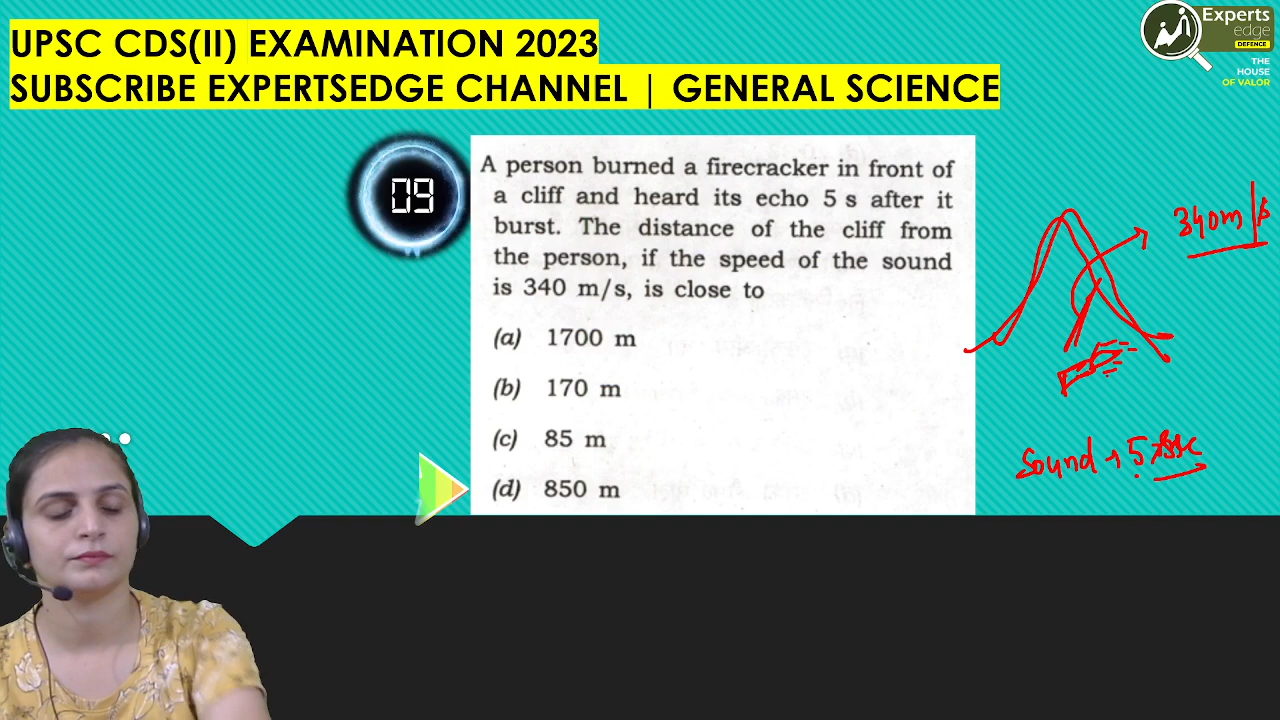 UPSC CDS(II) EXAMINATION 2023
SUBSCRIBE EXPERTSEDGE CHANNEL | GENERAL SCIENCE
Experts
edge
DEFENCE
THE
HOUSE
OF VALOR
09
A person burned a firecracker in front of
a cliff and heard its echo 5 s after it
burst. The distance of the cliff from
the person, if the speed of the sound
is 340 m/s, is close to
(a) 1700 m
(b) 170 m
(c) 85 m
(d) 850 m
340m/s
Sound → 5 sec